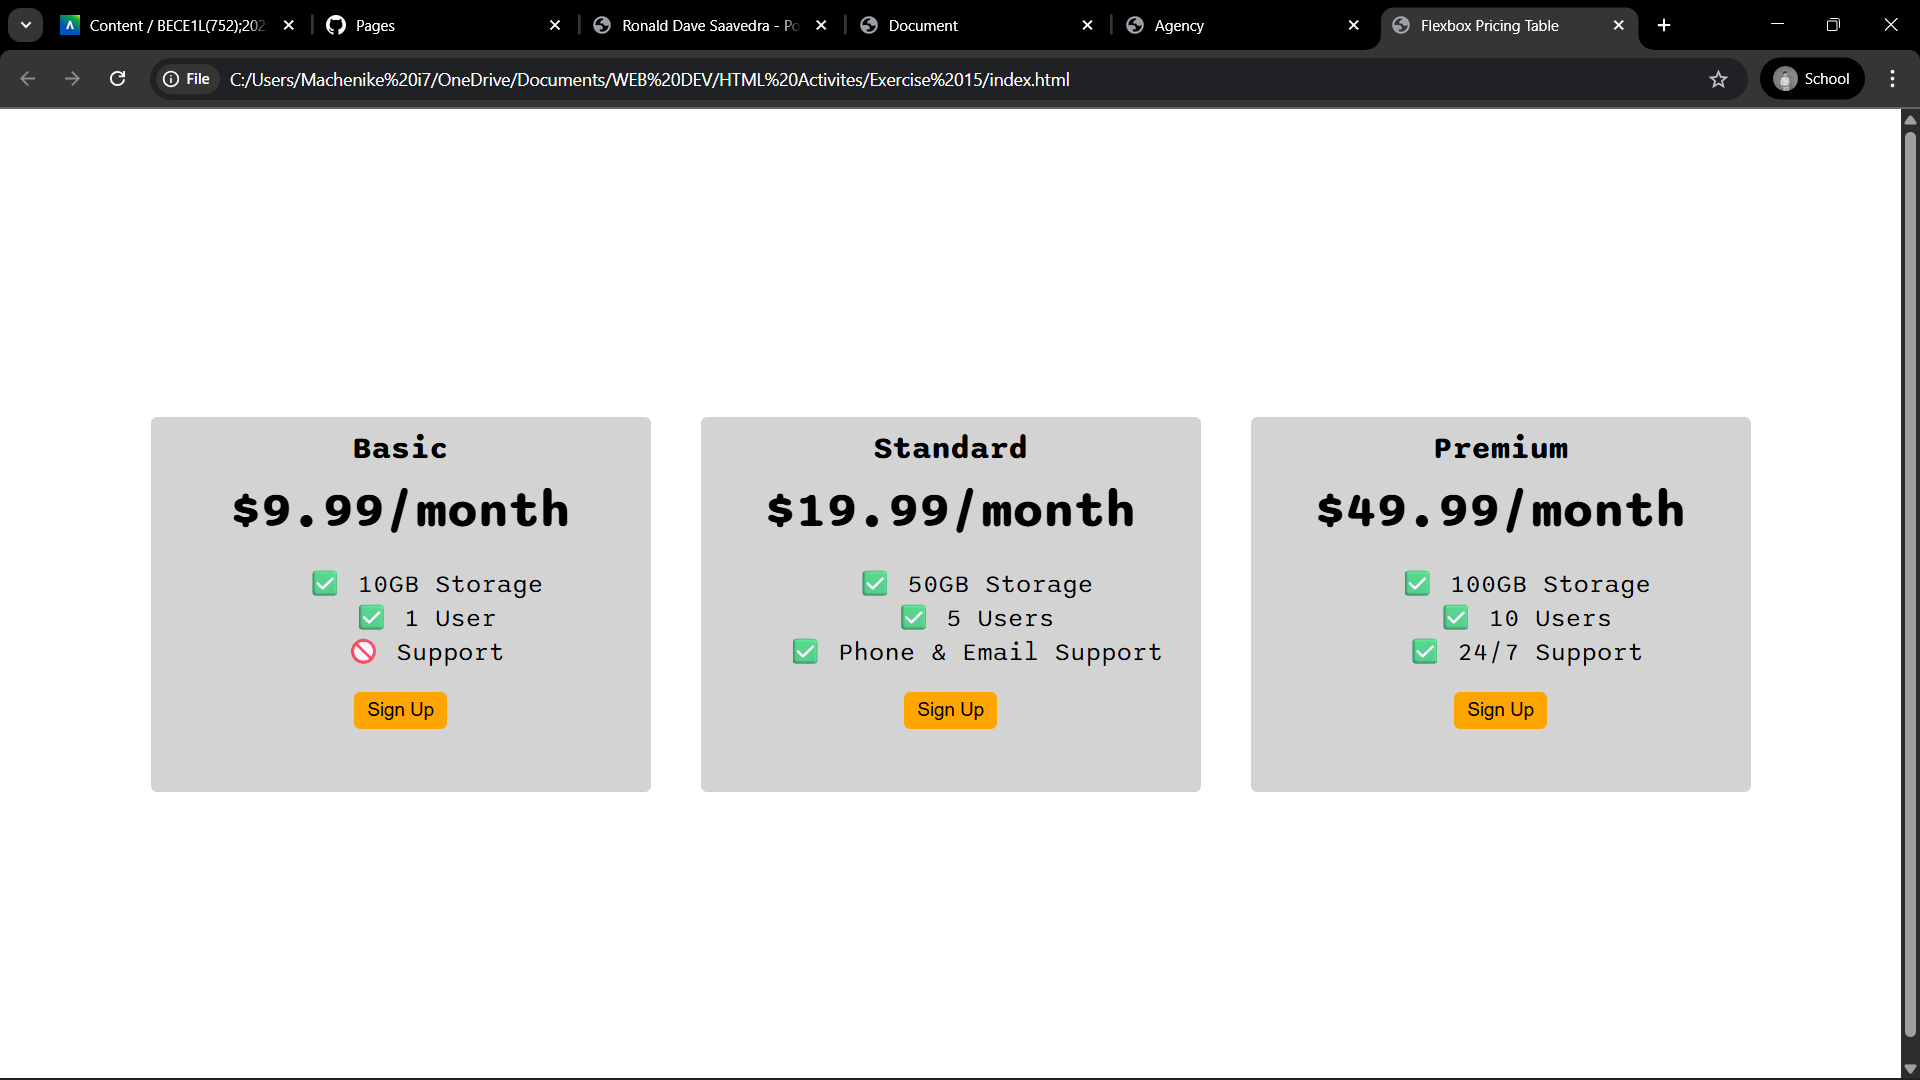 Content / BECE1L(752);202
Pages
Ronald Dave Saavedra - Po
Document
Agency
Flexbox Pricing Table
File
C:/Users/Machenike%20i7/OneDrive/Documents/WEB%20DEV/HTML%20Activites/Exercise%2015/index.html
School
Basic
$9.99/month
✅ 10GB Storage
✅ 1 User
🚫 Support
Sign Up
Standard
$19.99/month
✅ 50GB Storage
✅ 5 Users
✅ Phone & Email Support
Sign Up
Premium
$49.99/month
✅ 100GB Storage
✅ 10 Users
✅ 24/7 Support
Sign Up